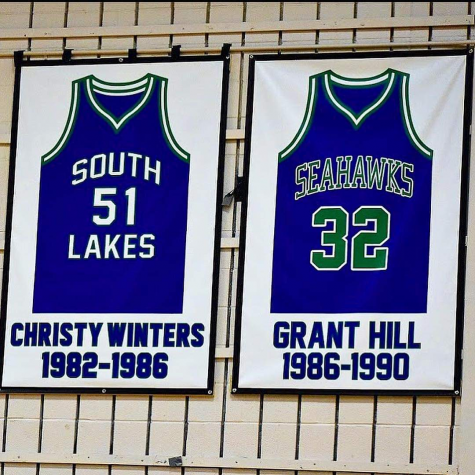 SOUTH
51
LAKES
CHRISTY WINTERS
1982-1986
SEAHAWKS
32
GRANT HILL
1986-1990